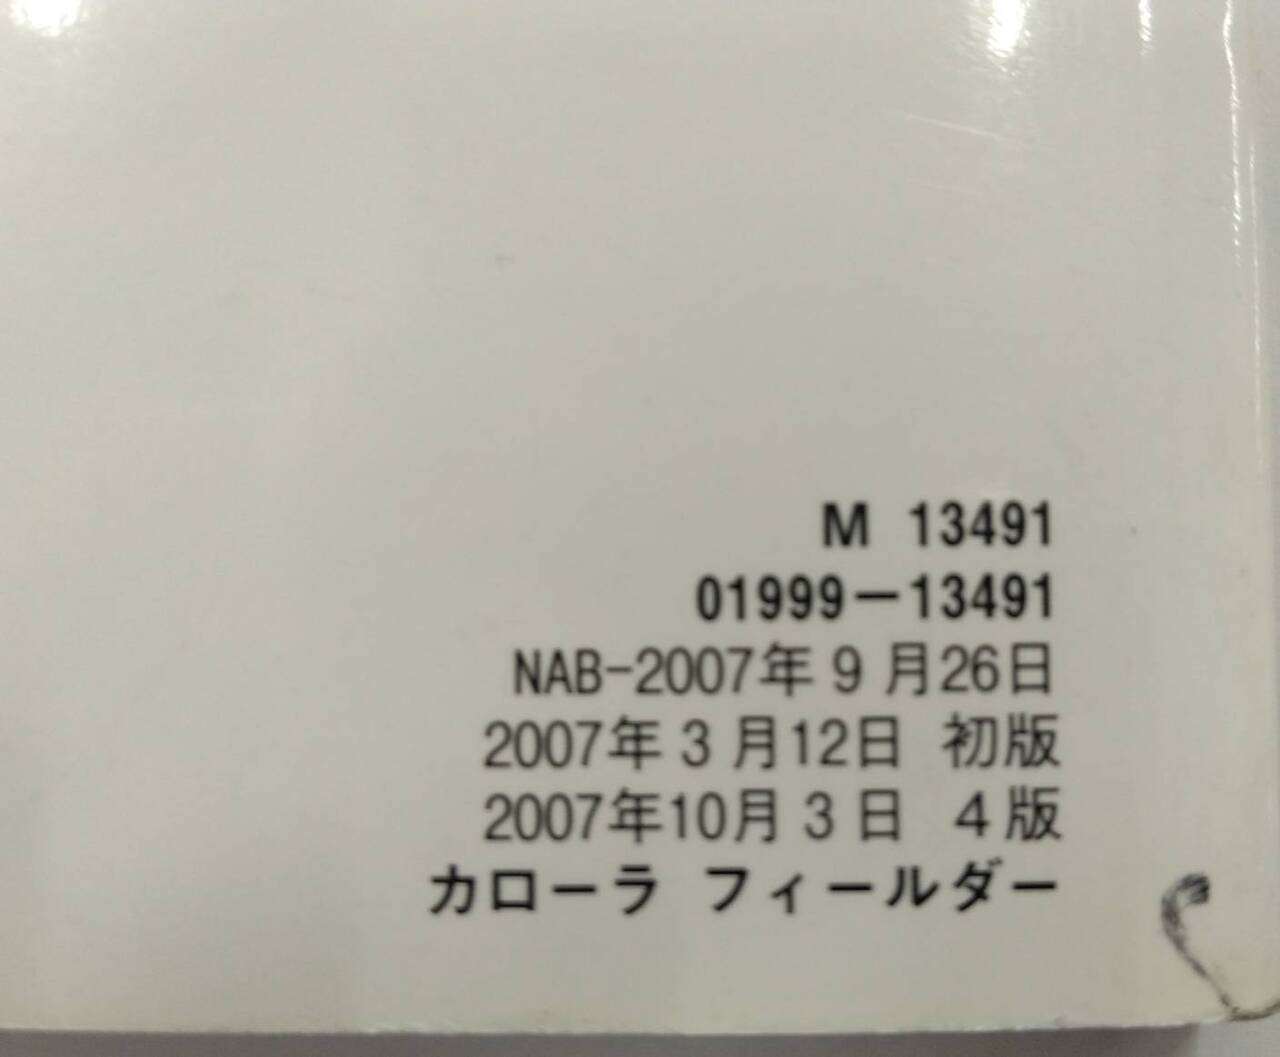 M 13491
01999-13491
NAB-2007年9月26日
2007年3月12日 初版
2007年10月3日 4版
カローラ フィールダー